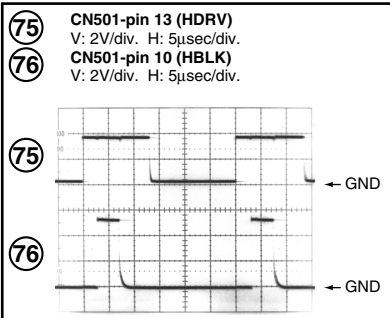 75 CN501-pin 13 (HDRV)
V: 2V/div. H: 5µsec/div.
76 CN501-pin 10 (HBLK)
V: 2V/div. H: 5µsec/div.
75
GND
76
GND